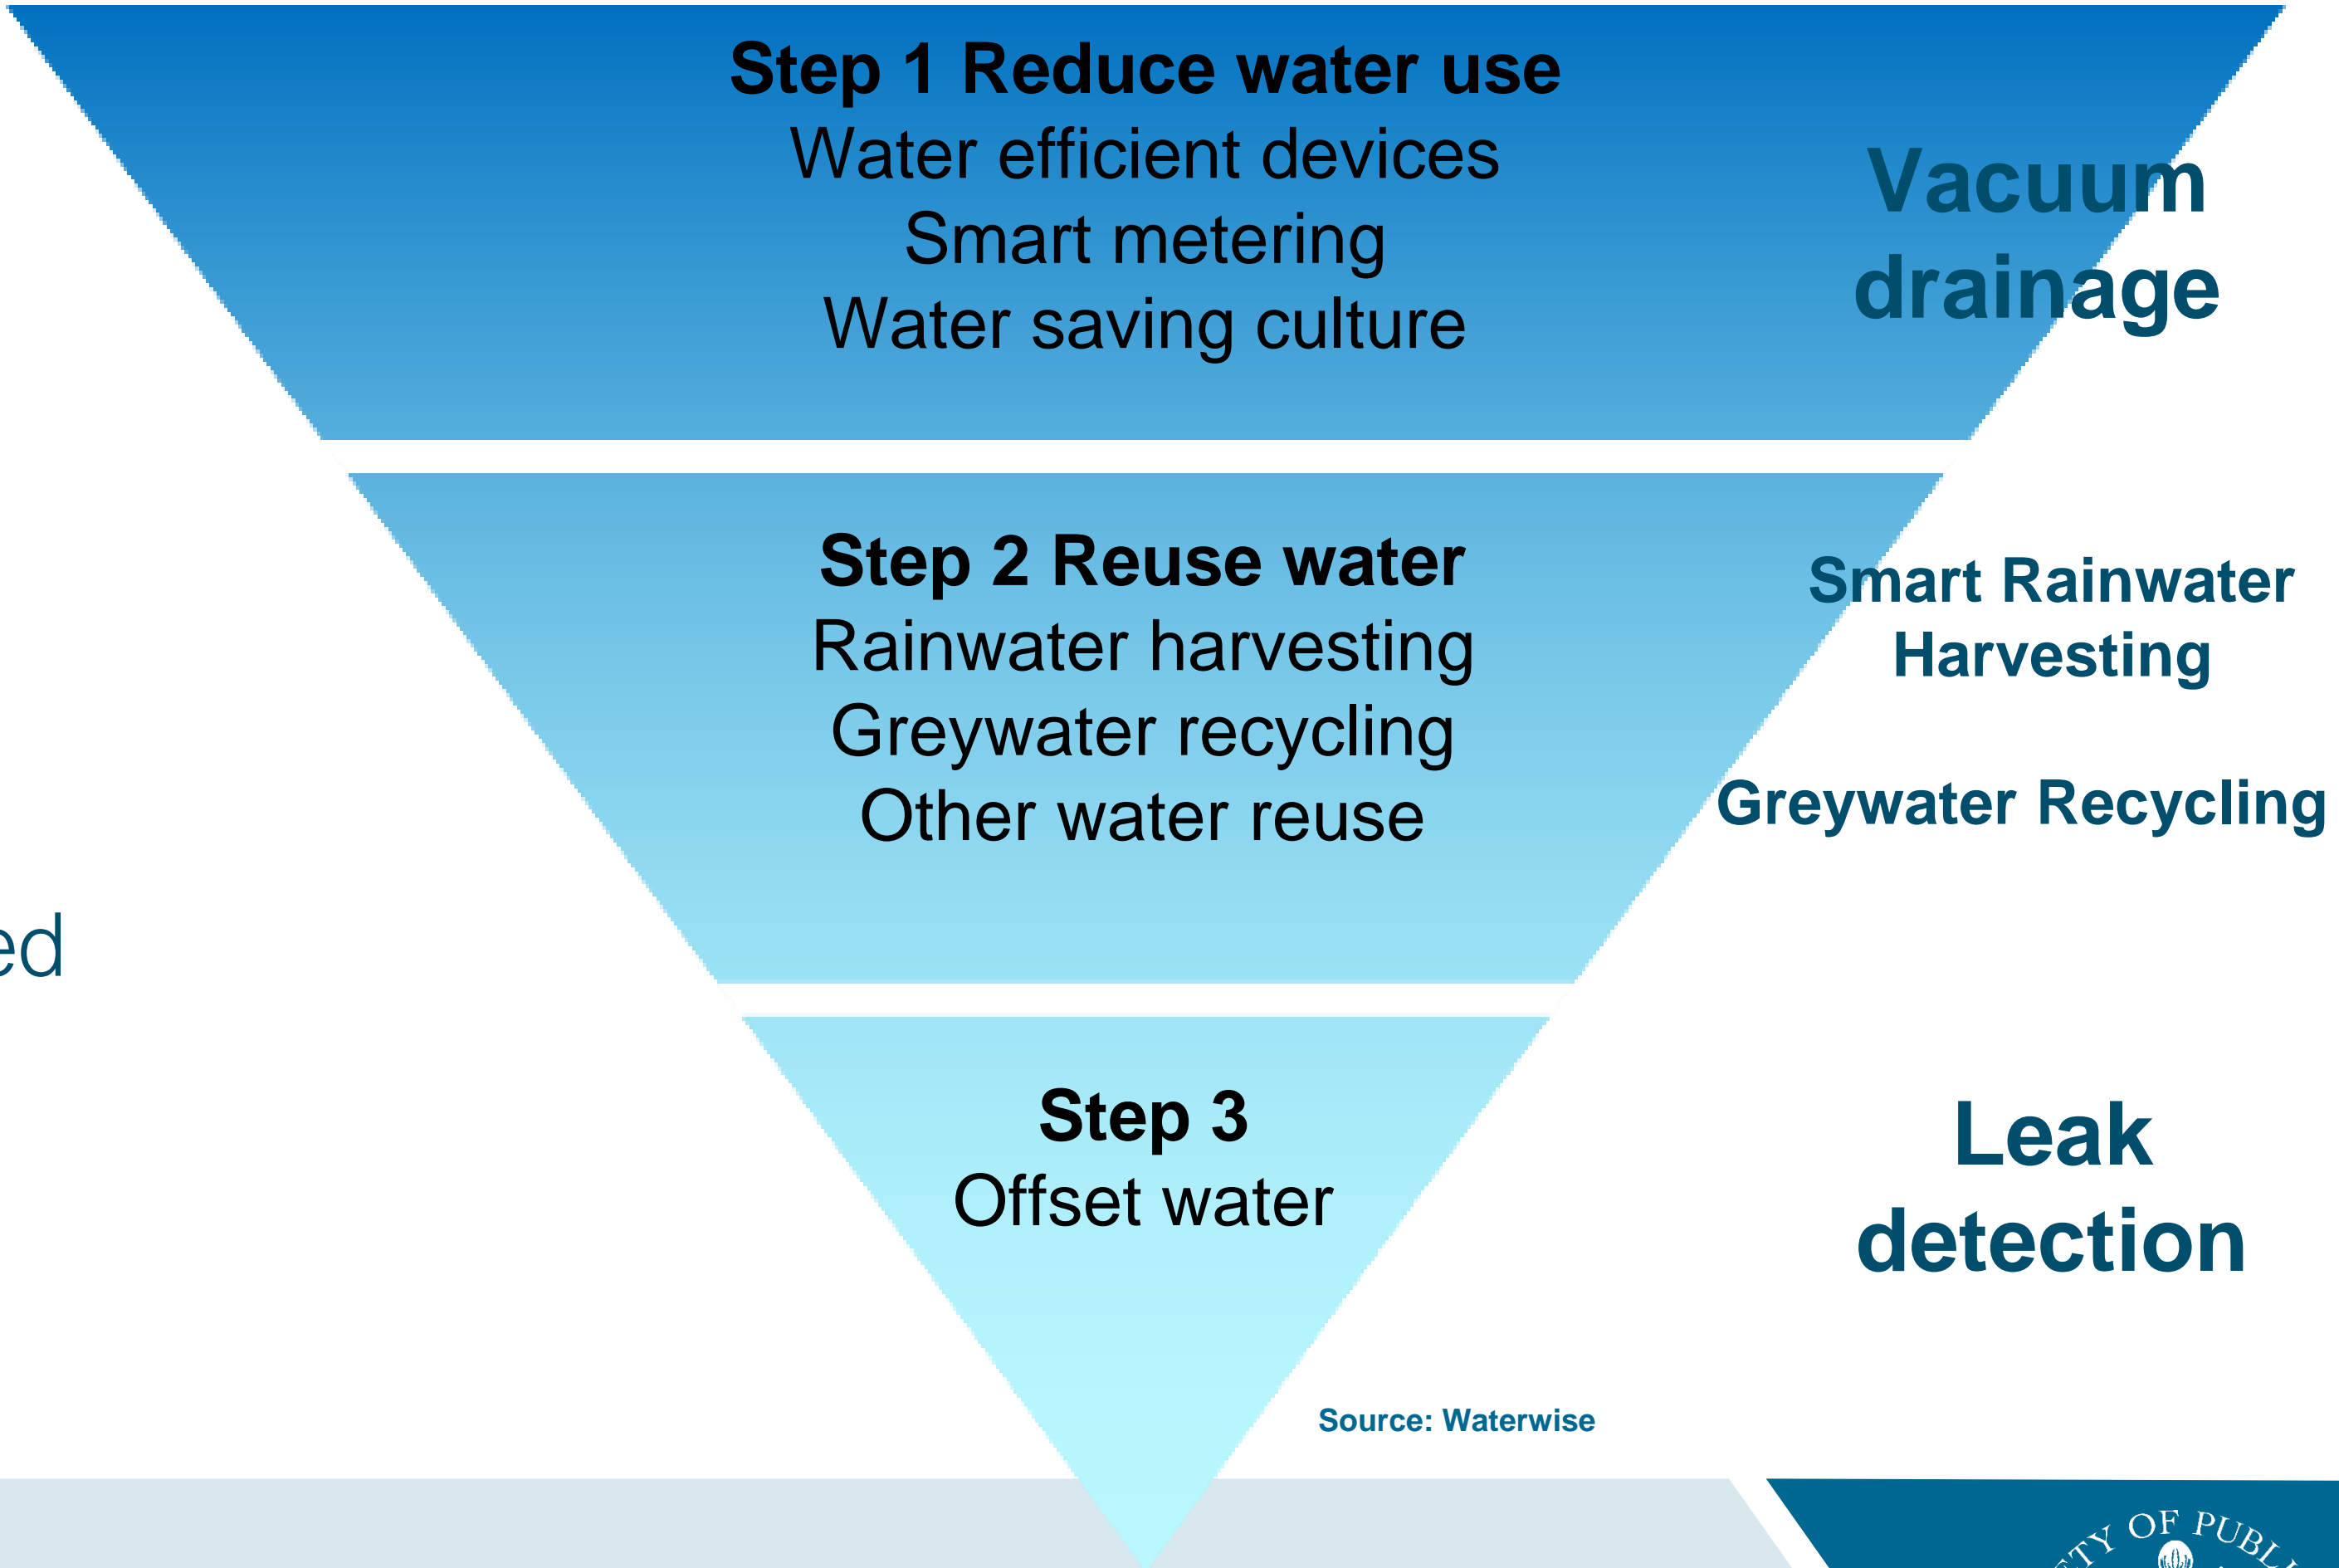 Step 1 Reduce water use
Water efficient devices
Smart metering
Water saving culture
Vacuum
drainage
Step 2 Reuse water
Rainwater harvesting
Greywater recycling
Other water reuse
Smart Rainwater
Harvesting
Greywater Recycling
ed
Step 3
Offset water
Leak
detection
Source: Waterwise
OF